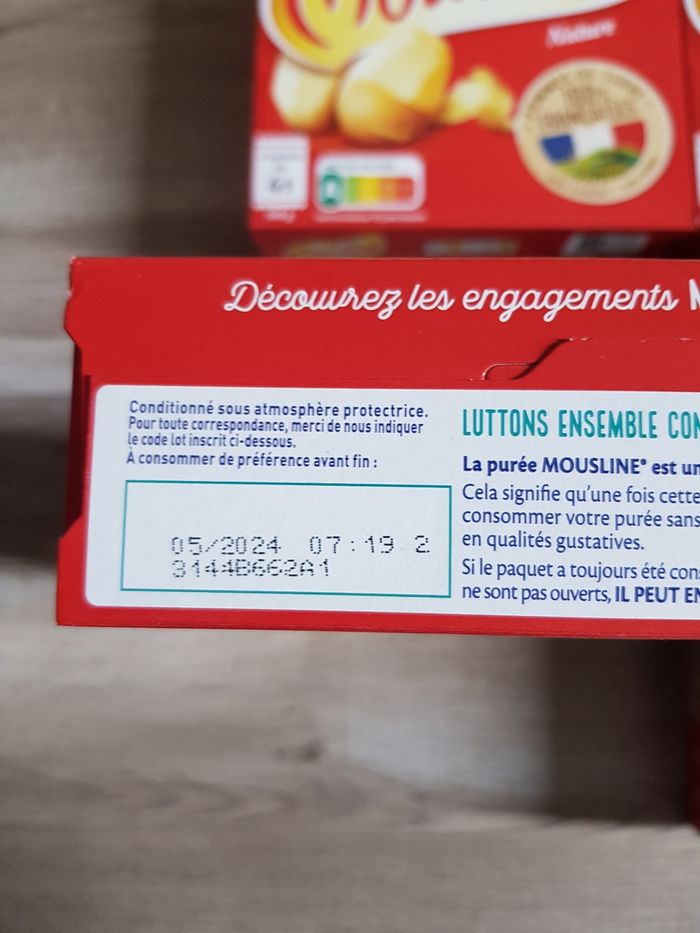 Nature
Découvrez les engagements
Conditionné sous atmosphère protectrice.
Pour toute correspondance, merci de nous indiquer
le code lot inscrit ci-dessous.
À consommer de préférence avant fin :
05/2024 07:19 2
3144B662A1
LUTTONS ENSEMBLE CON
La purée MOUSLINE® est un
Cela signifie qu'une fois cette
consommer votre purée sans
en qualités gustatives.
Si le paquet a toujours été con
ne sont pas ouverts, IL PEUT EN